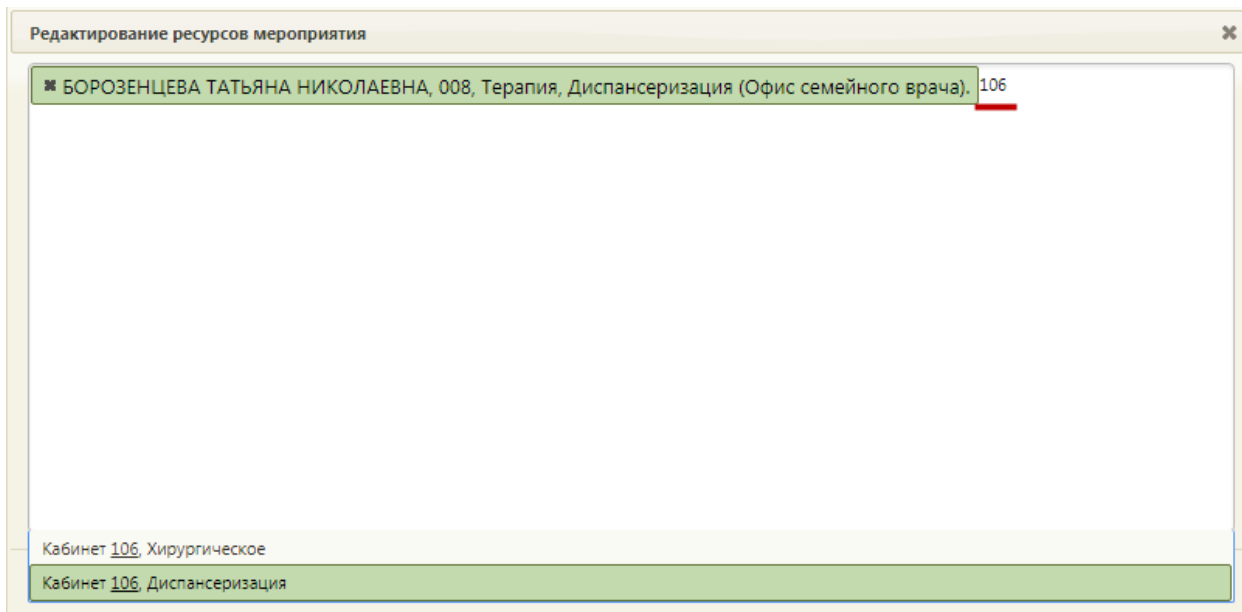 Редактирование ресурсов мероприятия
БОРОЗЕНЦЕВА ТАТЬЯНА НИКОЛАЕВНА, 008, Терапия, Диспансеризация (Офис семейного врача). 106
Кабинет 106, Хирургическое
Кабинет 106, Диспансеризация